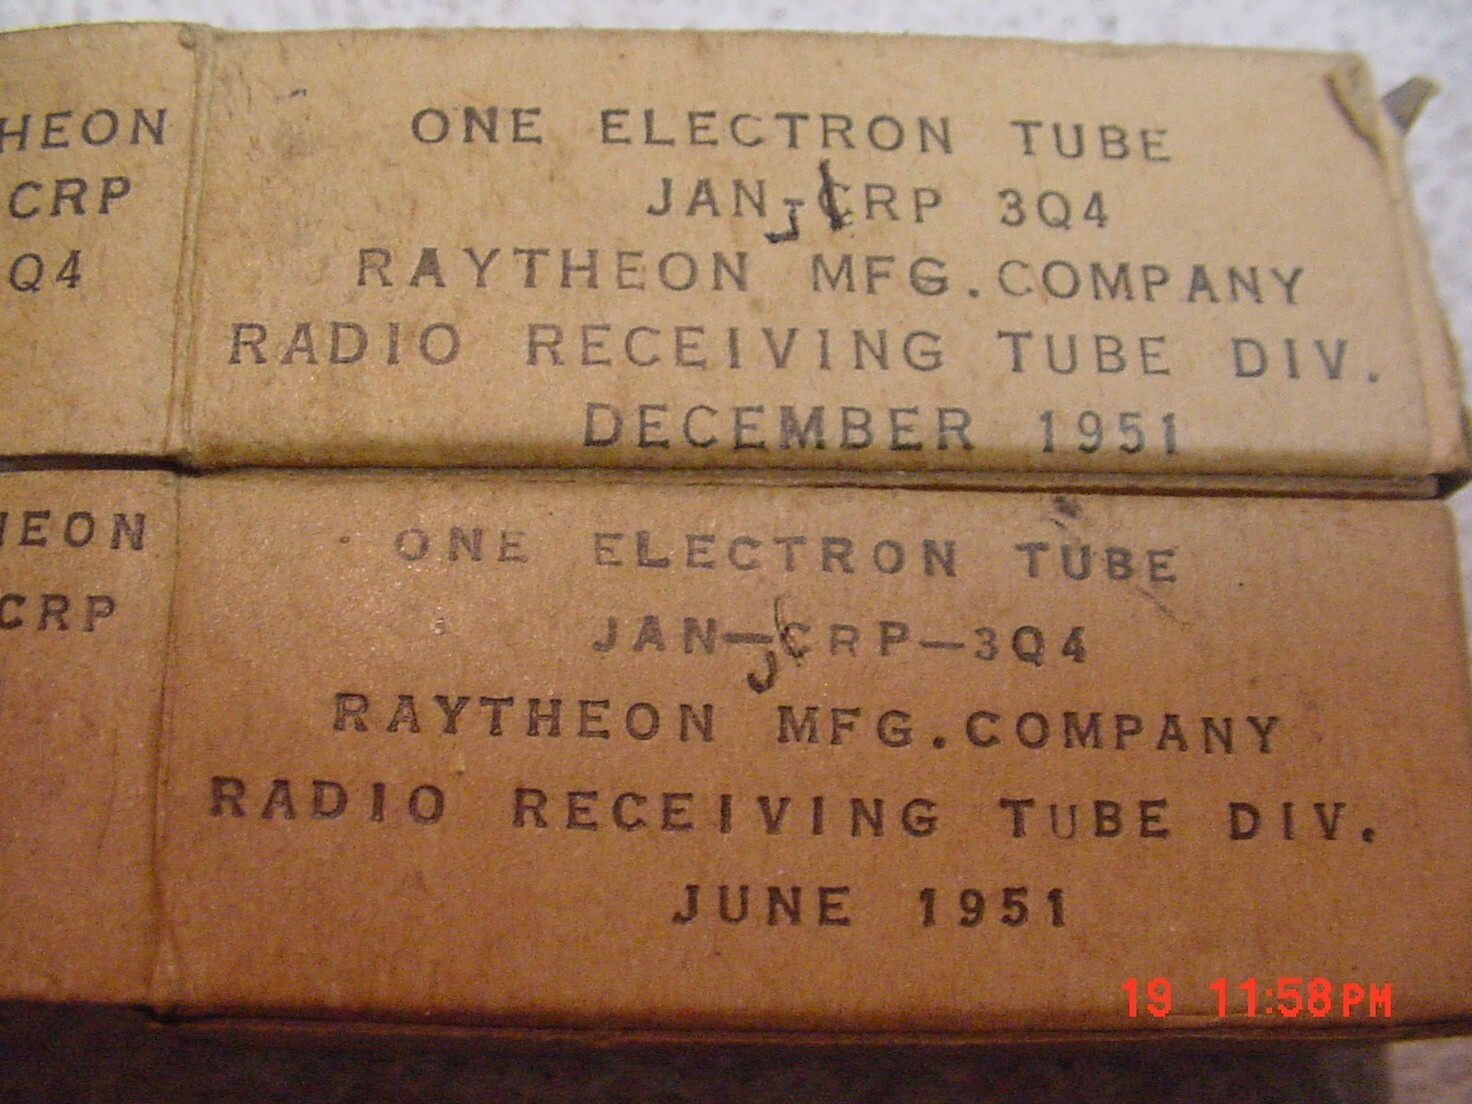 HEON
CRP
Q4
ONE ELECTRON TUBE
JAN-CRP 3Q4
RAYTHEON MFG. COMPANY
RADIO RECEIVING TUBE DIV.
DECEMBER 1951
HEON
CRP
ONE ELECTRON TUBE
JAN-CRP-3Q4
RAYTHEON MFG. COMPANY
RADIO RECEIVING TUBE DIV.
JUNE 1951
19 11:58PM